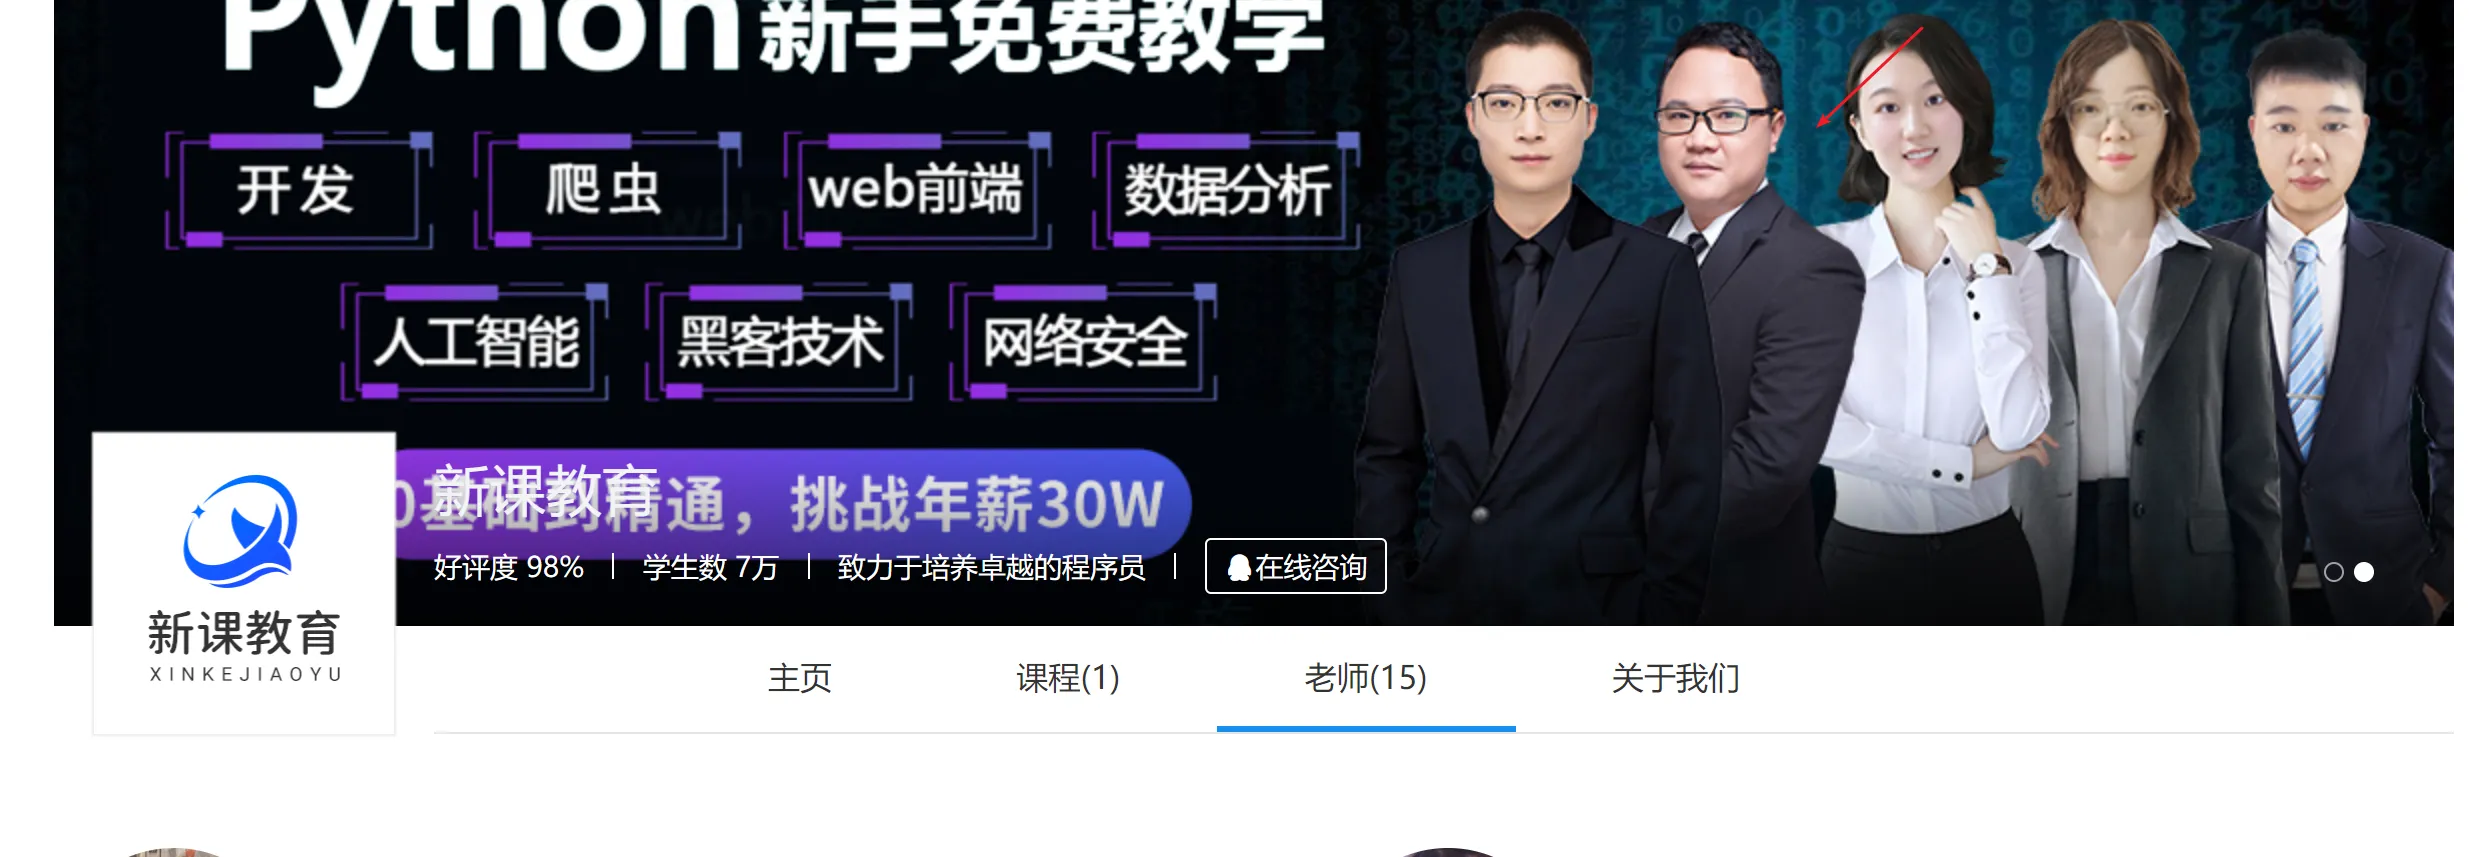 Python新手免费教学
开发 爬虫 web前端 数据分析
人工智能 黑客技术 网络安全
0基础到精通，挑战年薪30W
新课教育
好评度 98% 学生数 7万 致力于培养卓越的程序员 在线咨询
新课教育
XINKEJIAOYU
主页 课程(1) 老师(15) 关于我们